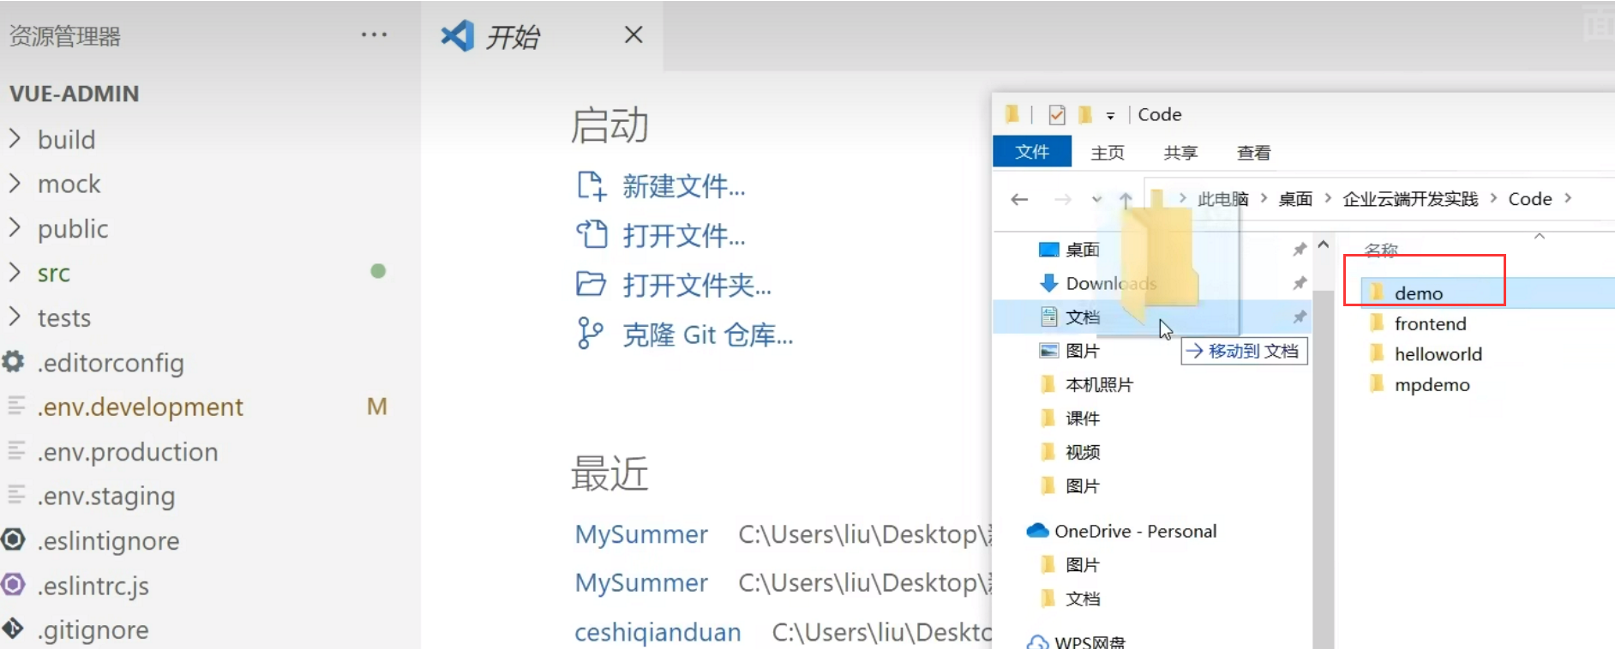 资源管理器 ···
VUE-ADMIN
build
mock
public
src
tests
.editorconfig
.env.development M
.env.production
.env.staging
.eslintignore
.eslintrc.js
.gitignore
开始
启动
新建文件...
打开文件...
打开文件夹...
克隆 Git 仓库...
最近
MySummer C:\Users\liu\Desktop\
MySummer C:\Users\liu\Desktop\
ceshiqianduan C:\Users\liu\Deskto
面
Code
文件 主页 共享 查看
此电脑 > 桌面 > 企业云端开发实践 > Code >
桌面
Downloads
文档
移动到 文档
图片
本机照片
课件
视频
图片
OneDrive - Personal
图片
文档
WPS网盘
名称
demo
frontend
helloworld
mpdemo